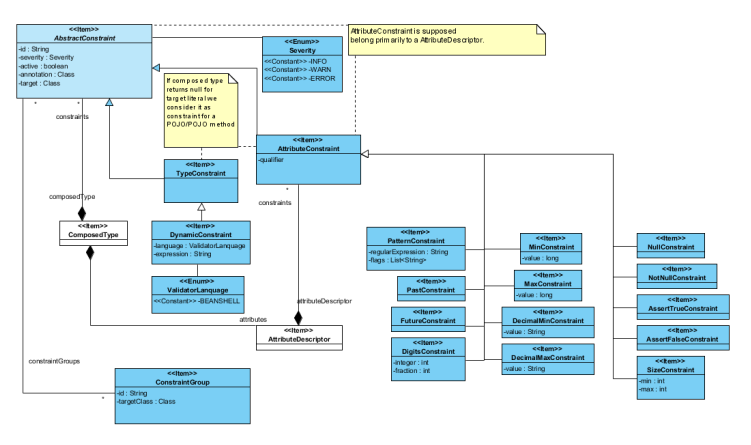 <<Item>>
AbstractConstraint
-id : String
-severity : Severity
-active : boolean
-annotation : Class
-target : Class
<<Enum>>
Severity
<<Constant>> -INFO
<<Constant>> -WARN
<<Constant>> -ERROR
AttributeConstraint is supposed
belong primarily to a AttributeDescriptor.
If composed type
returns null for
target literal we
consider it as
constraint for a
POJO/POJO method
*
*
constraints
<<Item>>
AttributeConstraint
-qualifier
<<Item>>
TypeConstraint
*
constraints
composedType
<<Item>>
ComposedType
<<Item>>
DynamicConstraint
-language : ValidatorLanquage
-expression : String
<<Enum>>
ValidatorLanquage
<<Constant>> -BEANSHELL
attributeDescriptor
attributes
<<Item>>
AttributeDescriptor
<<Item>>
PatternConstraint
-regularExpression : String
-flags : List<String>
<<Item>>
MinConstraint
-value : long
<<Item>>
NullConstraint
<<Item>>
NotNullConstraint
<<Item>>
PastConstraint
<<Item>>
MaxConstraint
-value : long
<<Item>>
AssertTrueConstraint
<<Item>>
FutureConstraint
<<Item>>
DecimalMinConstraint
-value : String
<<Item>>
AssertFalseConstraint
<<Item>>
DigitsConstraint
-integer : int
-fraction : int
<<Item>>
DecimalMaxConstraint
-value : String
<<Item>>
SizeConstraint
-min : int
-max : int
constraintGroups
*
<<Item>>
ConstraintGroup
-id : String
-targetClass : Class